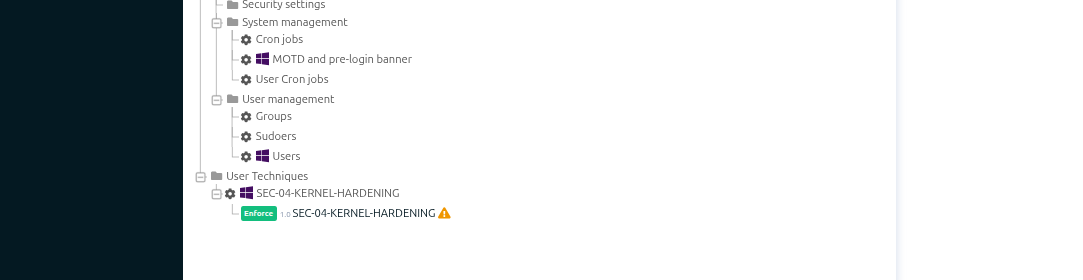 Security settings
System management
Cron jobs
MOTD and pre-login banner
User Cron jobs
User management
Groups
Sudoers
Users
User Techniques
SEC-04-KERNEL-HARDENING
Enforce 1.0 SEC-04-KERNEL-HARDENING